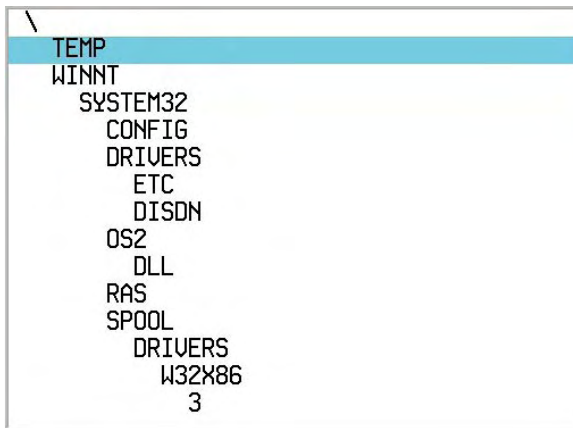 \
TEMP
WINNT
SYSTEM32
CONFIG
DRIVERS
ETC
DISDN
OS2
DLL
RAS
SPOOL
DRIVERS
W32X86
3